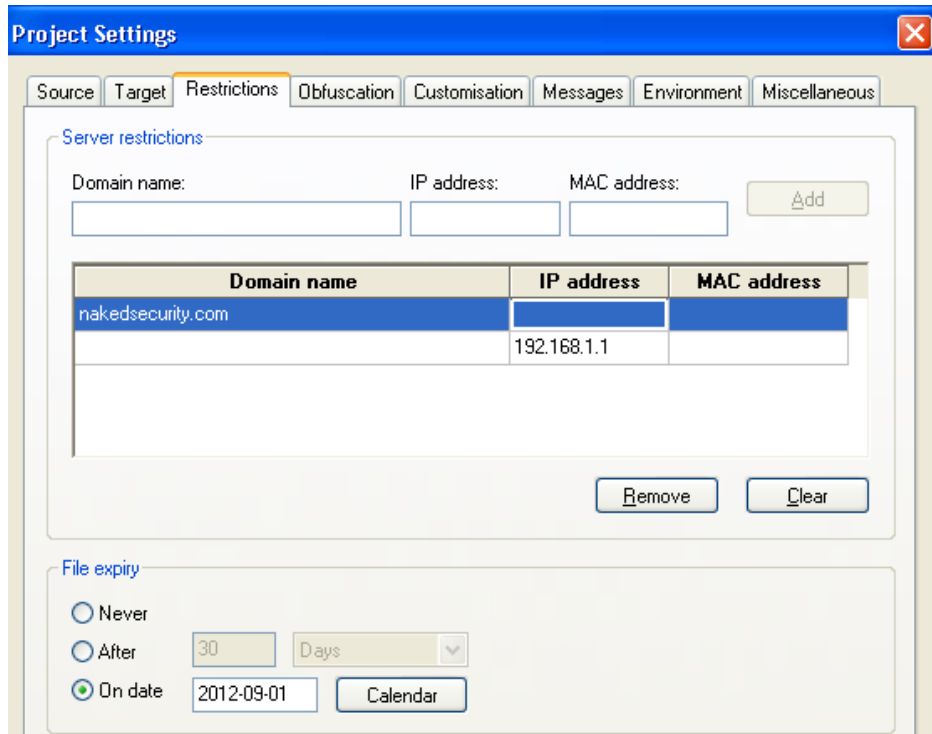 Project Settings
Source Target Restrictions Obfuscation Customisation Messages Environment Miscellaneous
Server restrictions
Domain name: IP address: MAC address:
Add
Domain name IP address MAC address
nakedsecurity.com
192.168.1.1
Remove Clear
File expiry
Never
After 30 Days
On date 2012-09-01 Calendar